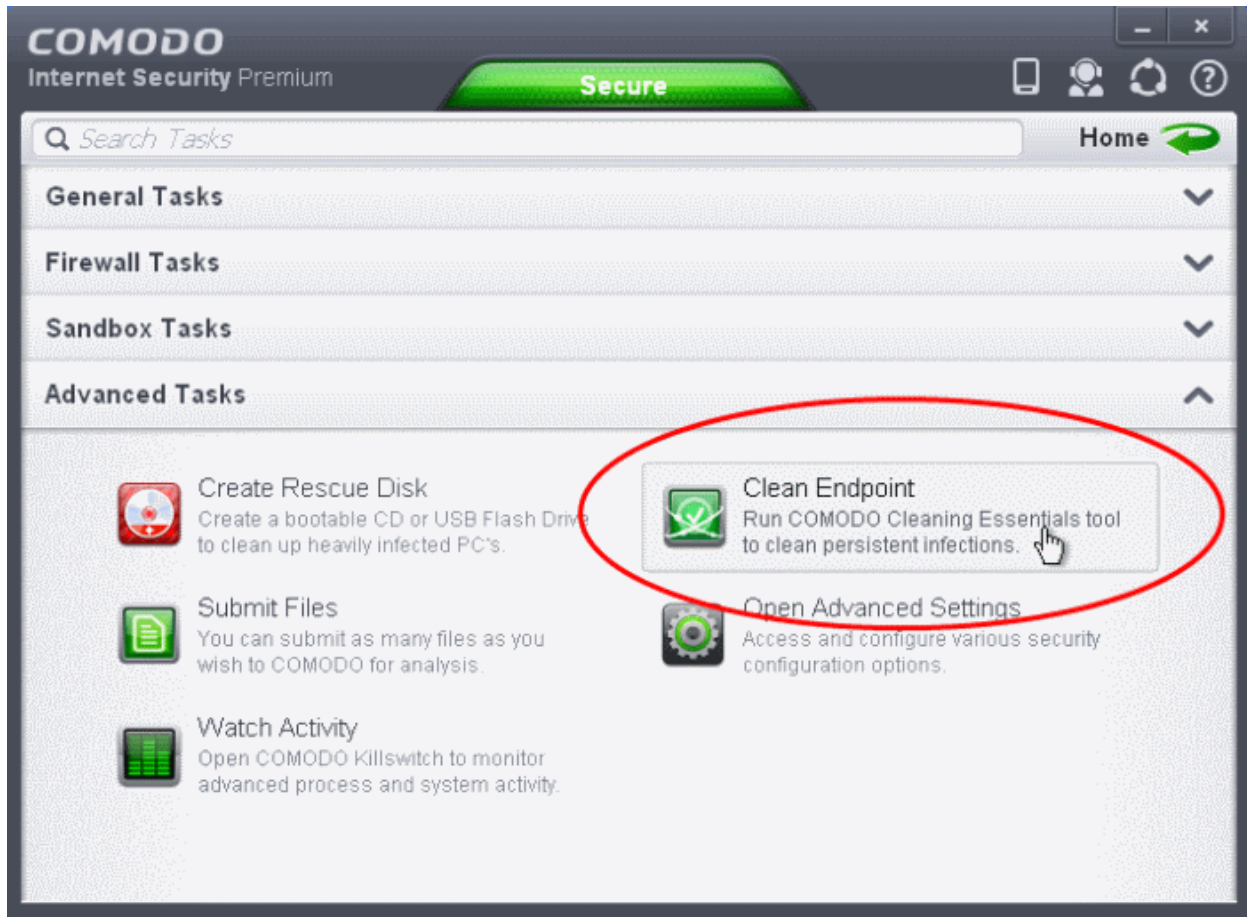 COMODO
Internet Security Premium
Secure
Search Tasks
Home
General Tasks
Firewall Tasks
Sandbox Tasks
Advanced Tasks
Create Rescue Disk
Create a bootable CD or USB Flash Drive
to clean up heavily infected PC's.
Clean Endpoint
Run COMODO Cleaning Essentials tool
to clean persistent infections.
Submit Files
You can submit as many files as you
wish to COMODO for analysis.
Open Advanced Settings
Access and configure various security
configuration options.
Watch Activity
Open COMODO Killswitch to monitor
advanced process and system activity.